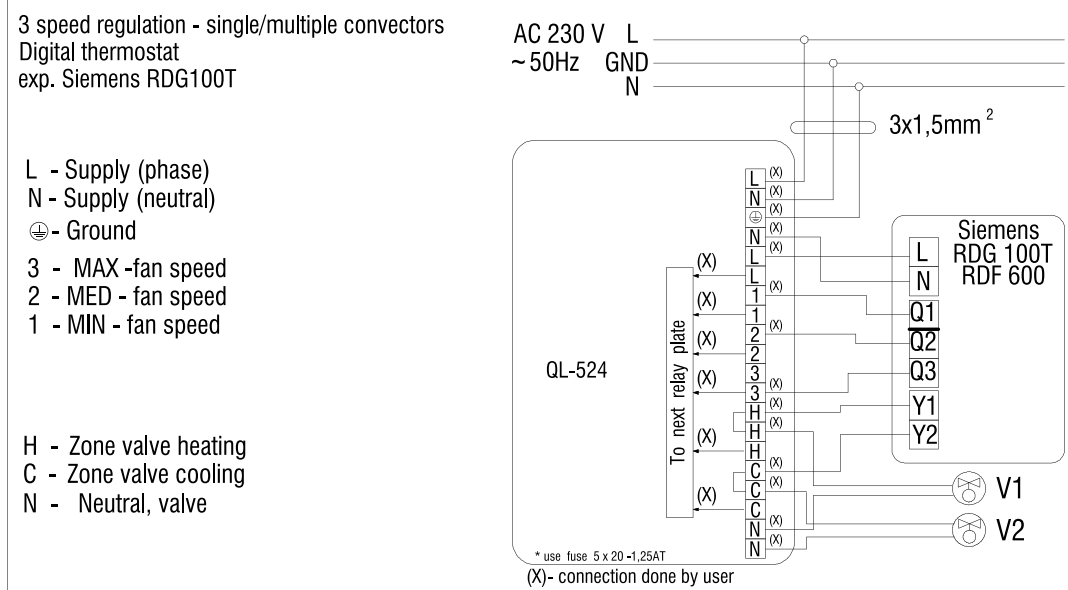 3 speed regulation - single/multiple convectors
Digital thermostat
exp. Siemens RDG100T
L - Supply (phase)
N - Supply (neutral)
- Ground
3 - MAX -fan speed
2 - MED - fan speed
1 - MIN - fan speed
H - Zone valve heating
C - Zone valve cooling
N - Neutral, valve
AC 230 V L
~50Hz GND
N
3x1,5mm²
QL-524
To next relay plate
(X)
(X)
(X)
(X)
(X)
(X)
L (X)
N (X)
(X)
N (X)
L (X)
L
1 (X)
1
2 (X)
2
3
3 (X)
H (X)
H (X)
H
C (X)
C (X)
C
N (X)
N (X)
Siemens
RDG 100T
RDF 600
L
N
Q1
Q2
Q3
Y1
Y2
V1
V2
* use fuse 5 x 20 -1,25AT
(X)- connection done by user